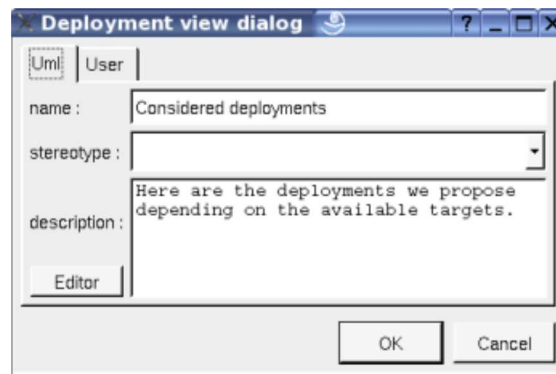 Deployment view dialog
Uml User
name : Considered deployments
stereotype :
Here are the deployments we propose
depending on the available targets.
description :
Editor
OK Cancel